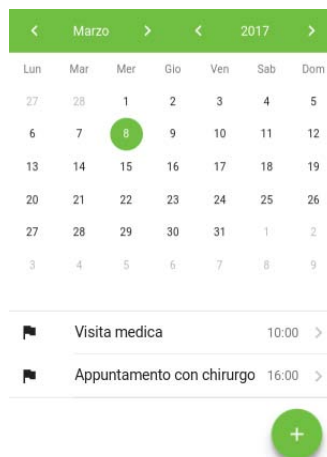 Marzo 2017
Lun Mar Mer Gio Ven Sab Dom
27 28 1 2 3 4 5
6 7 8 9 10 11 12
13 14 15 16 17 18 19
20 21 22 23 24 25 26
27 28 29 30 31 1 2
3 4 5 6 7 8 9
Visita medica 10:00
Appuntamento con chirurgo 16:00